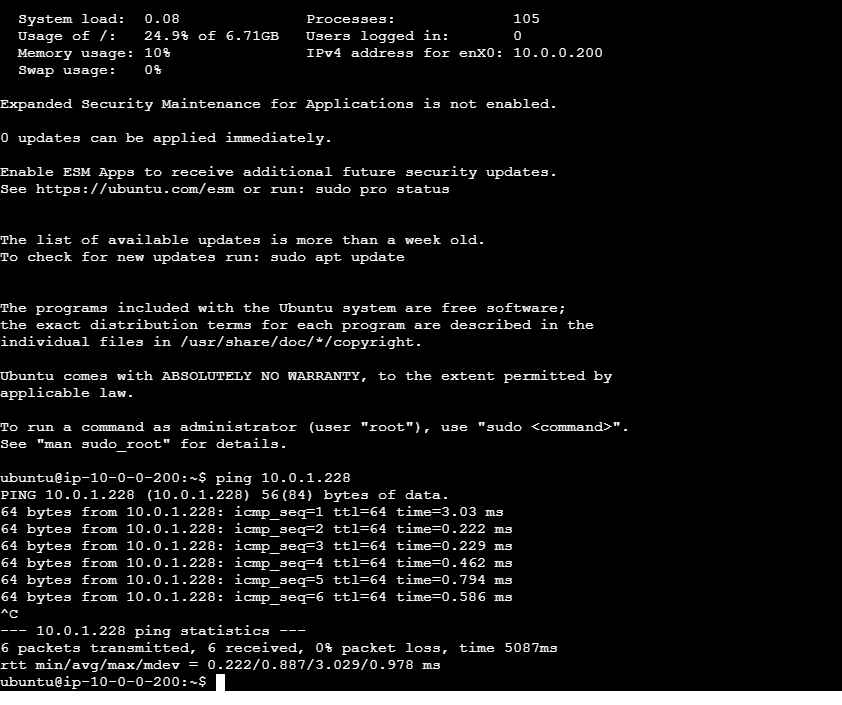 System load:  0.08              Processes:             105
Usage of /:   24.9% of 6.71GB   Users logged in:       0
Memory usage: 10%               IPv4 address for enX0: 10.0.0.200
Swap usage:   0%
Expanded Security Maintenance for Applications is not enabled.
0 updates can be applied immediately.
Enable ESM Apps to receive additional future security updates.
See https://ubuntu.com/esm or run: sudo pro status
The list of available updates is more than a week old.
To check for new updates run: sudo apt update
The programs included with the Ubuntu system are free software;
the exact distribution terms for each program are described in the
individual files in /usr/share/doc/*/copyright.
Ubuntu comes with ABSOLUTELY NO WARRANTY, to the extent permitted by
applicable law.
To run a command as administrator (user "root"), use "sudo <command>".
See "man sudo_root" for details.
ubuntu@ip-10-0-0-200:~$ ping 10.0.1.228
PING 10.0.1.228 (10.0.1.228) 56(84) bytes of data.
64 bytes from 10.0.1.228: icmp_seq=1 ttl=64 time=3.03 ms
64 bytes from 10.0.1.228: icmp_seq=2 ttl=64 time=0.222 ms
64 bytes from 10.0.1.228: icmp_seq=3 ttl=64 time=0.229 ms
64 bytes from 10.0.1.228: icmp_seq=4 ttl=64 time=0.462 ms
64 bytes from 10.0.1.228: icmp_seq=5 ttl=64 time=0.794 ms
64 bytes from 10.0.1.228: icmp_seq=6 ttl=64 time=0.586 ms
^C
--- 10.0.1.228 ping statistics ---
6 packets transmitted, 6 received, 0% packet loss, time 5087ms
rtt min/avg/max/mdev = 0.222/0.887/3.029/0.978 ms
ubuntu@ip-10-0-0-200:~$